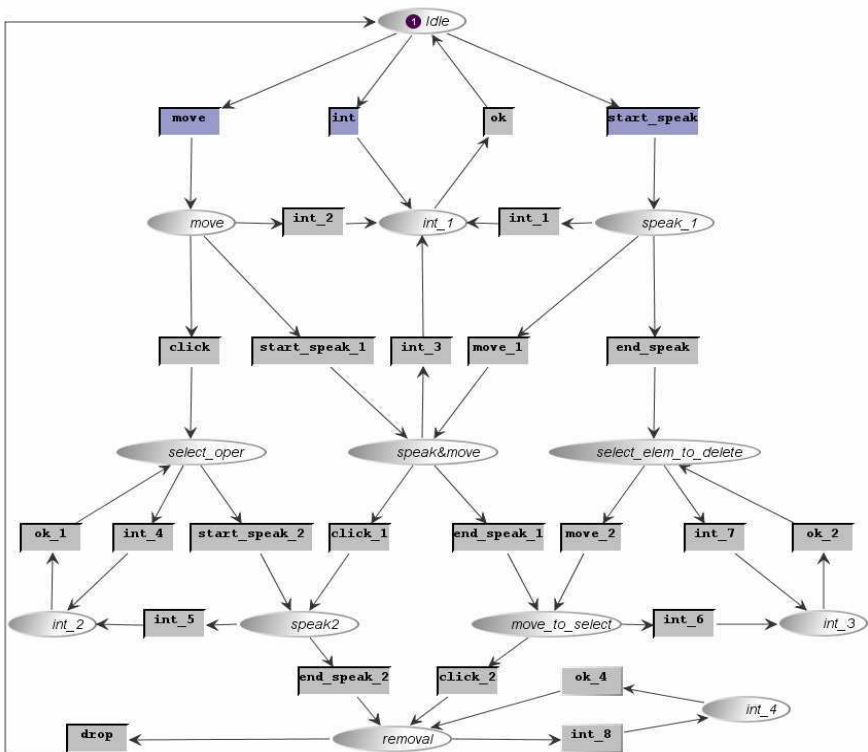 1 Idle
move
int
ok
start_speak
move
int_2
int_1
int_1
speak_1
click
start_speak_1
int_3
move_1
end_speak
select_oper
speak&move
select_elem_to_delete
ok_1
int_4
start_speak_2
click_1
end_speak_1
move_2
int_7
ok_2
int_2
int_5
speak2
move_to_select
int_6
int_3
end_speak_2
click_2
ok_4
int_4
drop
removal
int_8